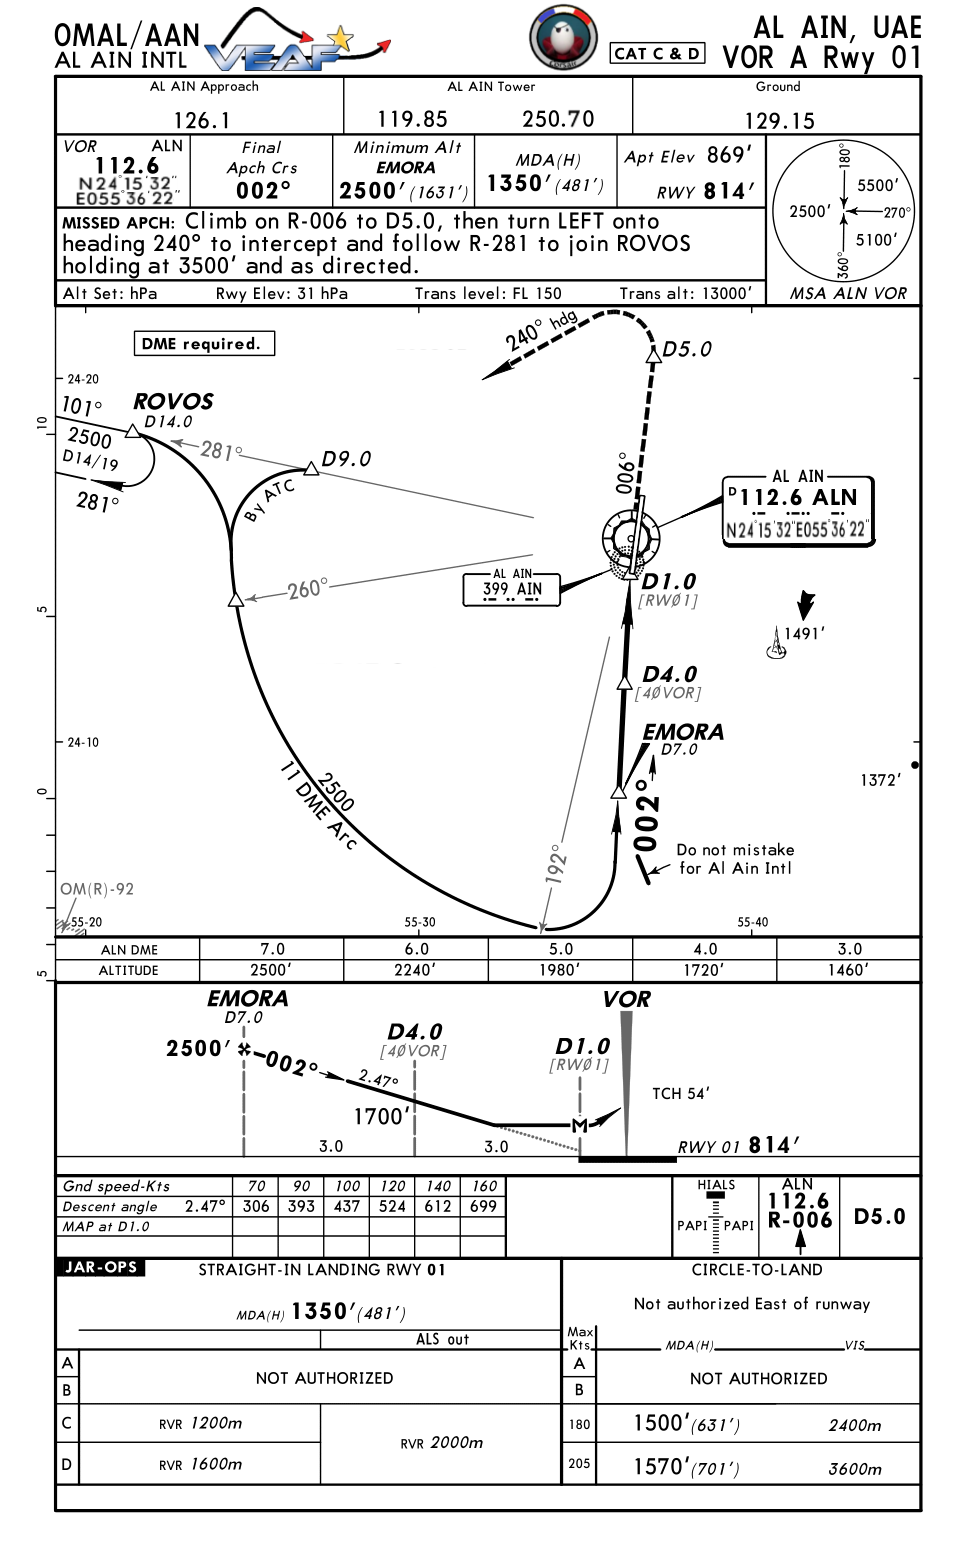 OMAL/AAN
AL AIN INTL
VEAF
CAT C & D
AL AIN, UAE
VOR A Rwy 01
AL AIN Approach
126.1
AL AIN Tower
119.85 250.70
Ground
129.15
VOR ALN
112.6
N24°15'32"
E055°36'22"
Final
Apch Crs
002°
Minimum Alt
EMORA
2500' (1631')
MDA(H)
1350' (481')
Apt Elev 869'
RWY 814'
180°
5500'
2500'
270°
5100'
360°
MSA ALN VOR
MISSED APCH: Climb on R-006 to D5.0, then turn LEFT onto
heading 240° to intercept and follow R-281 to join ROVOS
holding at 3500' and as directed.
Alt Set: hPa Rwy Elev: 31 hPa Trans level: FL 150 Trans alt: 13000'
DME required.
240° hdg
D5.0
24-20
ROVOS
D14.0
101°
2500
D14/19
281°
281°
D9.0
By ATC
10
006°
AL AIN
D 112.6 ALN
N24°15'32"E055°36'22"
260°
AL AIN
399 AIN
D1.0
[RWØ1]
5
1491'
D4.0
[4ØVOR]
EMORA
D7.0
24-10
1372'
0
2500
11 DME Arc
002°
192°
Do not mistake
for Al Ain Intl
OM(R)-92
55-20
55-30
55-40
5
ALN DME 7.0 6.0 5.0 4.0 3.0
ALTITUDE 2500' 2240' 1980' 1720' 1460'
EMORA
D7.0
VOR
D4.0
[4ØVOR]
D1.0
[RWØ1]
2500'
002°
2.47°
1700'
M
TCH 54'
3.0 3.0
RWY 01 814'
Gnd speed-Kts 70 90 100 120 140 160
Descent angle 2.47° 306 393 437 524 612 699
MAP at D1.0
HIALS
PAPI PAPI
ALN
112.6
R-006
D5.0
JAR-OPS
STRAIGHT-IN LANDING RWY 01
CIRCLE-TO-LAND
MDA(H) 1350' (481')
Not authorized East of runway
ALS out
Max
Kts MDA(H) VIS
A
B
NOT AUTHORIZED
A
B
NOT AUTHORIZED
C RVR 1200m
RVR 2000m
180 1500' (631') 2400m
D RVR 1600m
205 1570' (701') 3600m